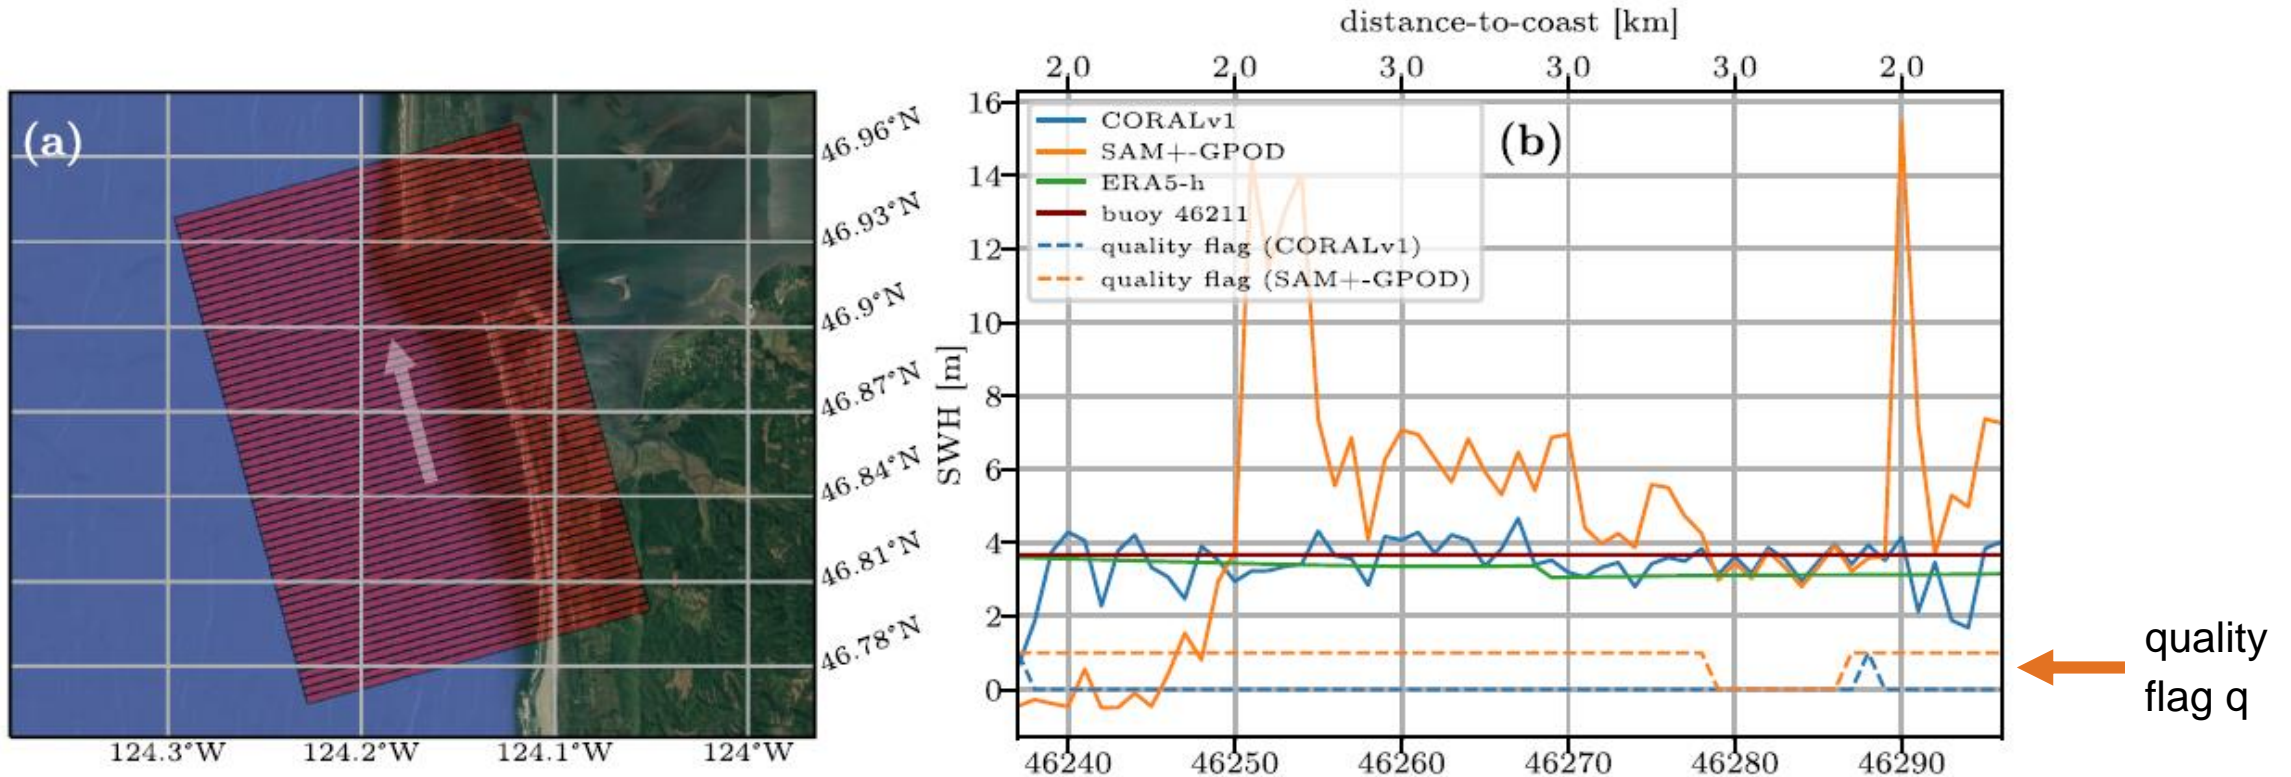 (a)
46.96°N
46.93°N
46.9°N
46.87°N
46.84°N
46.81°N
46.78°N
124.3°W 124.2°W 124.1°W 124°W
distance-to-coast [km]
2.0 2.0 3.0 3.0 3.0 2.0
(b)
CORALv1
SAM+-GPOD
ERA5-h
buoy 46211
quality flag (CORALv1)
quality flag (SAM+-GPOD)
SWH [m]
16
14
12
10
8
6
4
2
0
46240 46250 46260 46270 46280 46290
quality
flag q